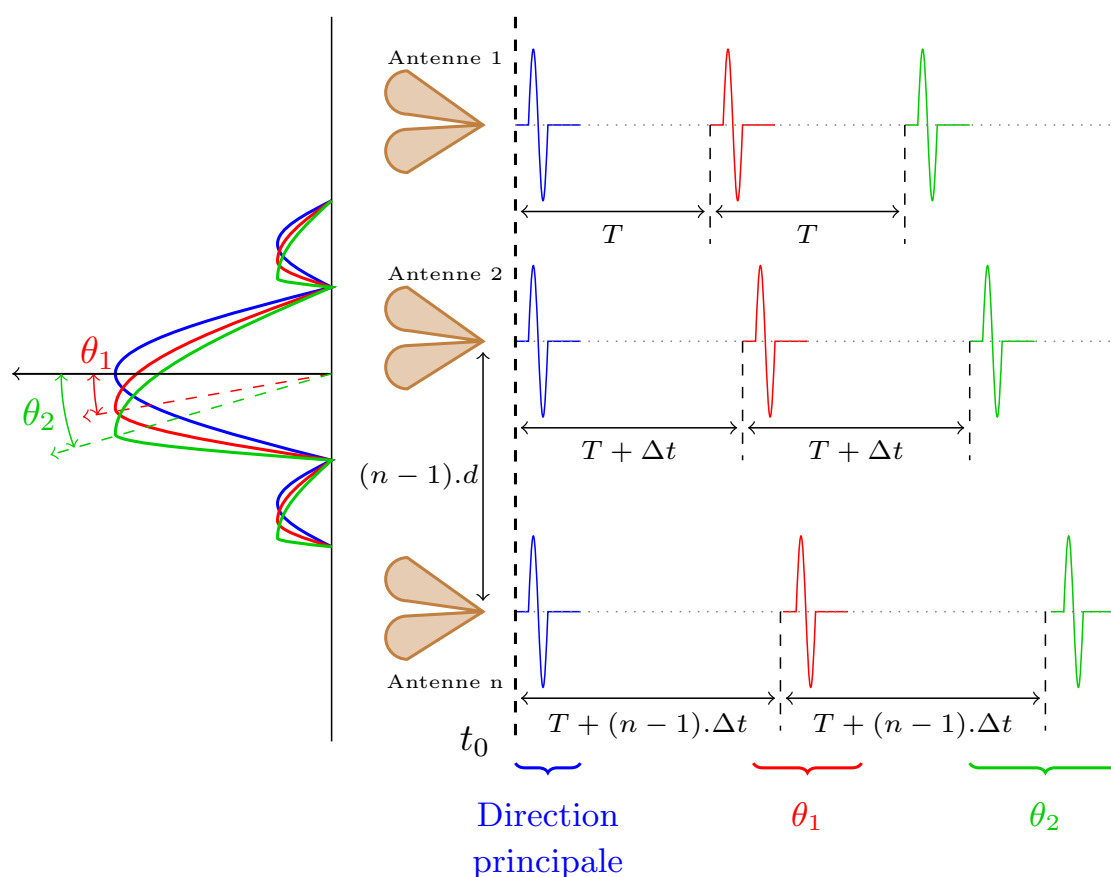 Antenne 1
T
T
Antenne 2
θ₁
θ₂
T + Δt
T + Δt
(n − 1).d
Antenne n
T + (n − 1).Δt
T + (n − 1).Δt
t₀
Direction
principale
θ₁
θ₂